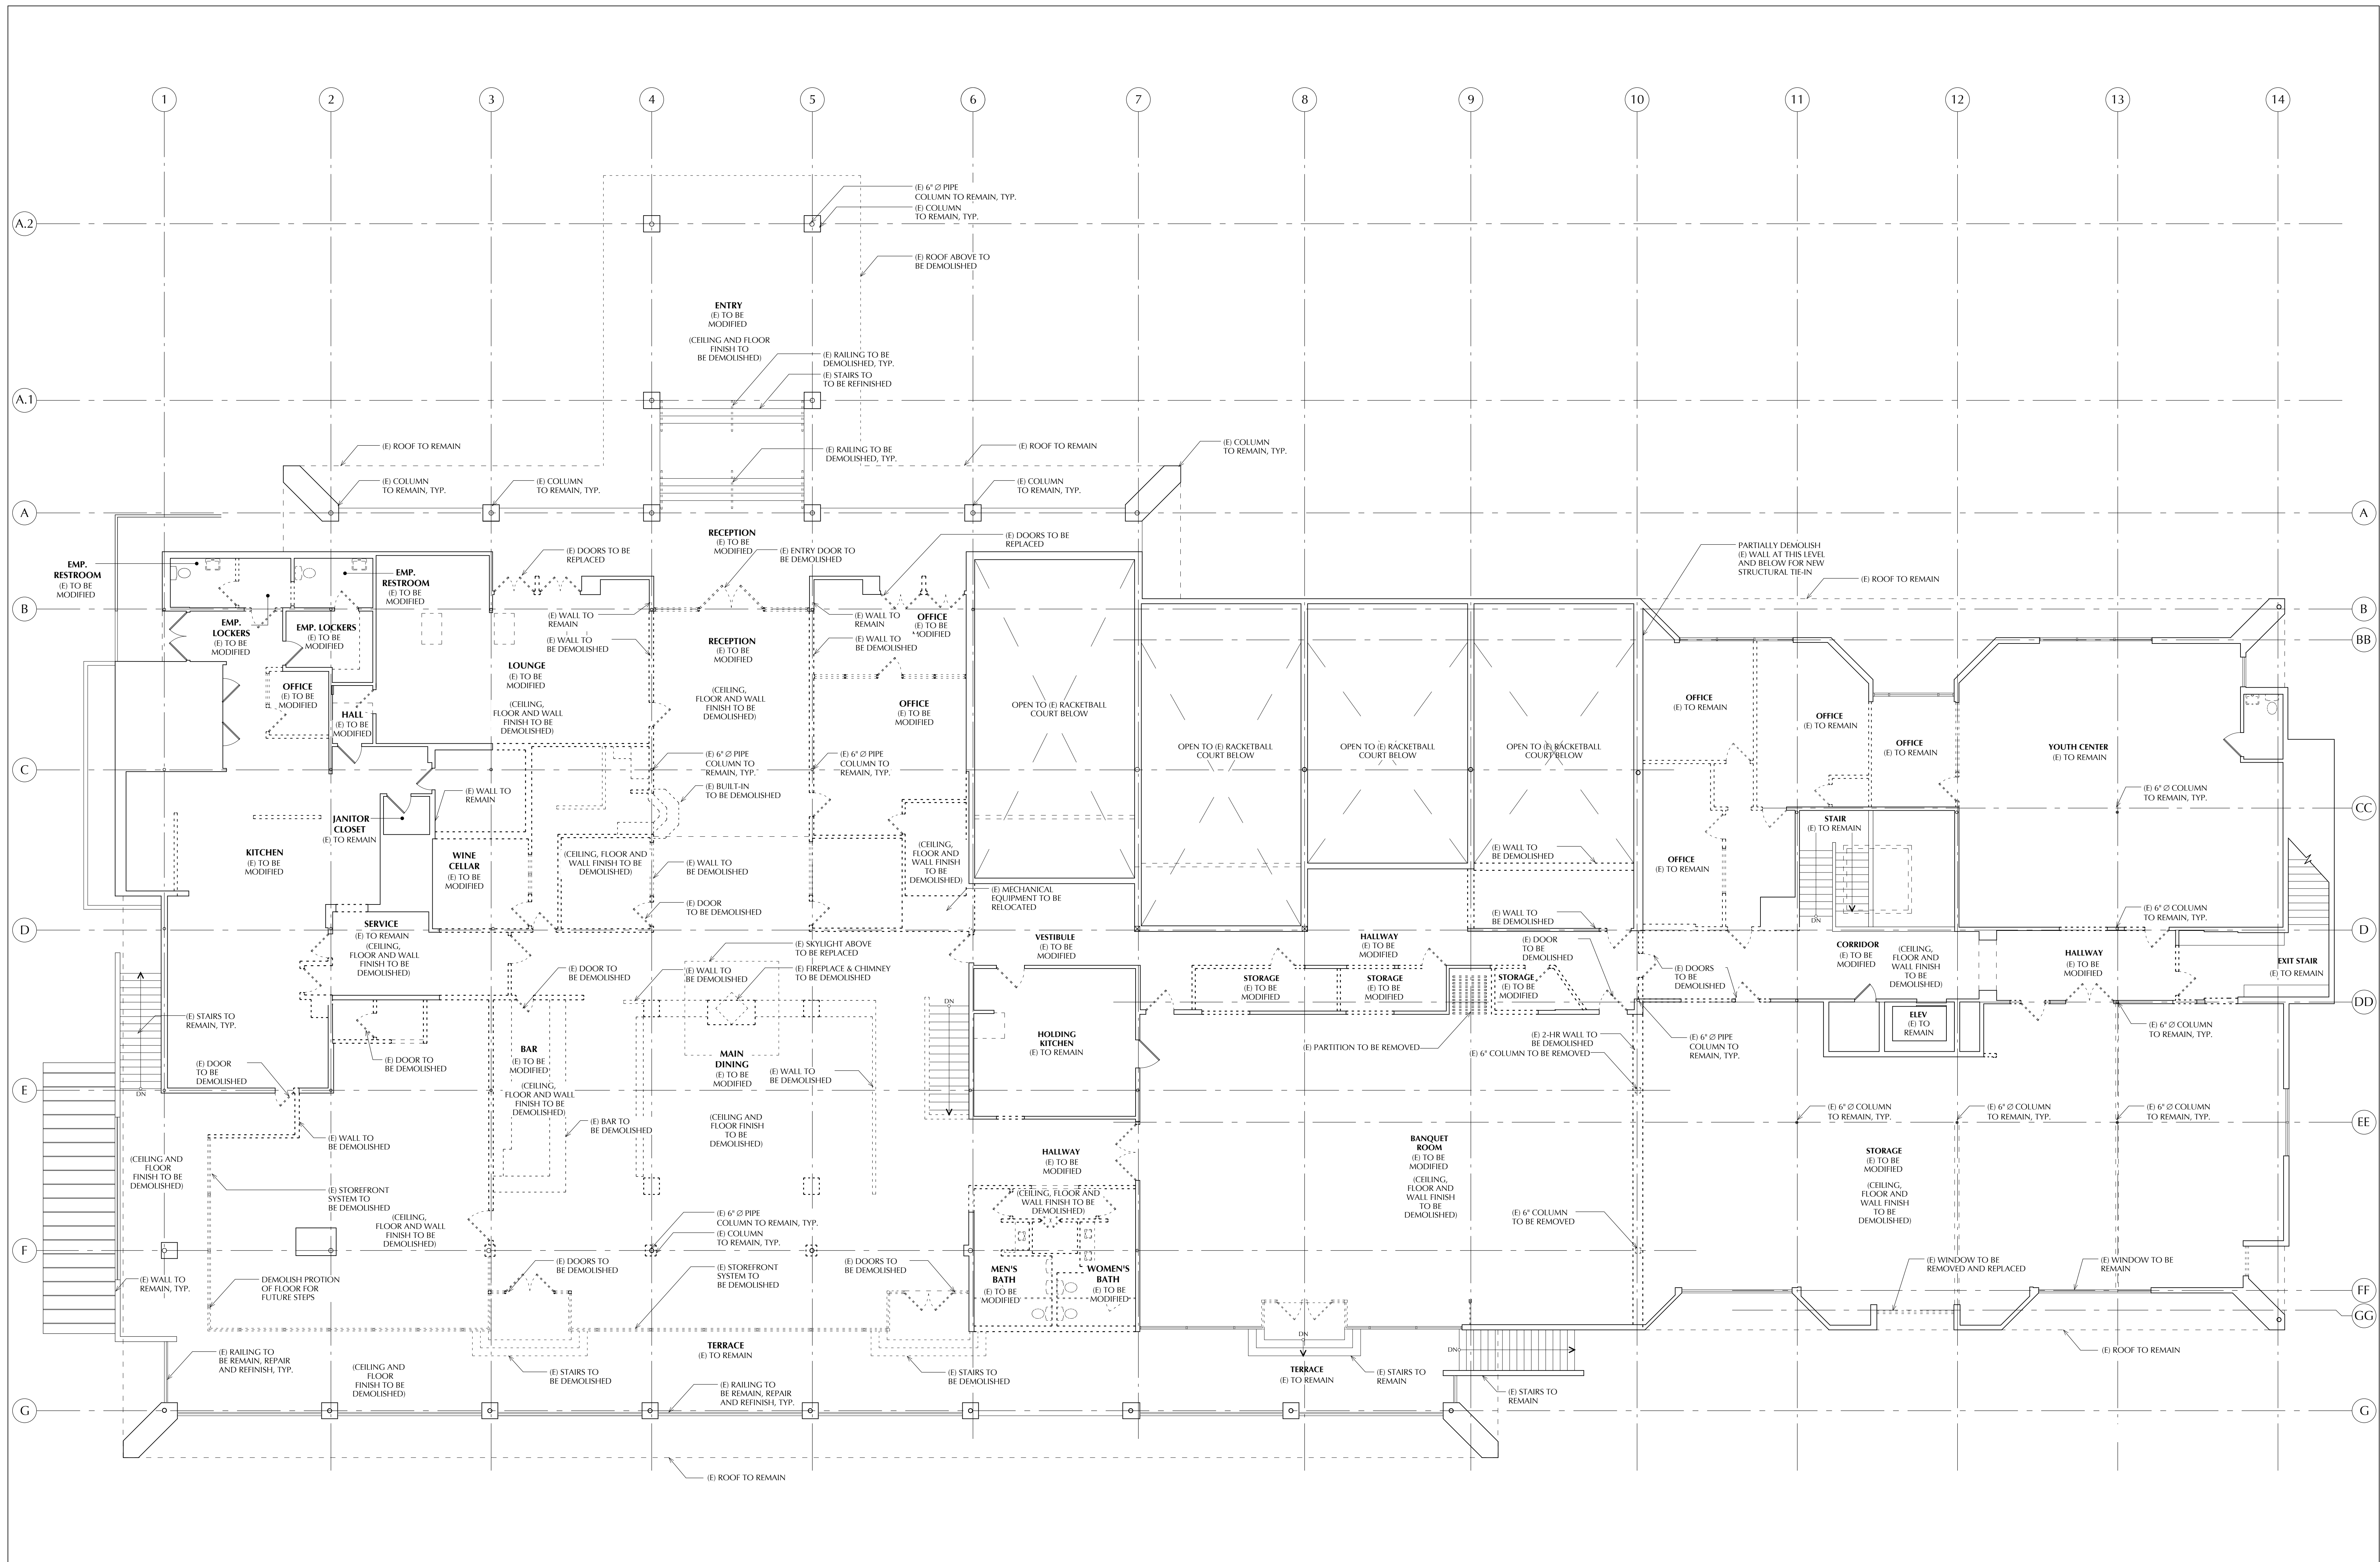 1
2
3
4
5
6
7
8
9
10
11
12
13
14
A.2
(E) 6" Ø PIPE
COLUMN TO REMAIN, TYP.
(E) COLUMN
TO REMAIN, TYP.
(E) ROOF ABOVE TO
BE DEMOLISHED
ENTRY
(E) TO BE
MODIFIED
(CEILING AND FLOOR
FINISH TO
BE DEMOLISHED)
(E) RAILING TO BE
DEMOLISHED, TYP.
(E) STAIRS TO
TO BE REFINISHED
A.1
(E) ROOF TO REMAIN
(E) RAILING TO BE
DEMOLISHED, TYP.
(E) ROOF TO REMAIN
(E) COLUMN
TO REMAIN, TYP.
(E) COLUMN
TO REMAIN, TYP.
(E) COLUMN
TO REMAIN, TYP.
(E) COLUMN
TO REMAIN, TYP.
A
A
RECEPTION
(E) TO BE
MODIFIED
(E) DOORS TO BE
REPLACED
(E) ENTRY DOOR TO
BE DEMOLISHED
(E) DOORS TO BE
REPLACED
PARTIALLY DEMOLISH
(E) WALL AT THIS LEVEL
AND BELOW FOR NEW
STRUCTURAL TIE-IN
(E) ROOF TO REMAIN
EMP.
RESTROOM
(E) TO BE
MODIFIED
EMP.
RESTROOM
(E) TO BE
MODIFIED
B
B
EMP.
LOCKERS
(E) TO BE
MODIFIED
EMP. LOCKERS
(E) TO BE
MODIFIED
(E) WALL TO
REMAIN
(E) WALL TO
BE DEMOLISHED
RECEPTION
(E) TO BE
MODIFIED
(E) WALL TO
REMAIN
(E) WALL TO
BE DEMOLISHED
OFFICE
(E) TO BE
MODIFIED
BB
LOUNGE
(E) TO BE
MODIFIED
(CEILING,
FLOOR AND WALL
FINISH TO BE
DEMOLISHED)
(CEILING,
FLOOR AND WALL
FINISH TO BE
DEMOLISHED)
OFFICE
(E) TO BE
MODIFIED
HALL
(E) TO BE
MODIFIED
OFFICE
(E) TO BE
MODIFIED
OPEN TO (E) RACKETBALL
COURT BELOW
OPEN TO (E) RACKETBALL
COURT BELOW
OPEN TO (E) RACKETBALL
COURT BELOW
OPEN TO (E) RACKETBALL
COURT BELOW
OFFICE
(E) TO REMAIN
OFFICE
(E) TO REMAIN
OFFICE
(E) TO REMAIN
YOUTH CENTER
(E) TO REMAIN
C
(E) 6" Ø PIPE
COLUMN TO
REMAIN, TYP.
(E) 6" Ø PIPE
COLUMN TO
REMAIN, TYP.
C
(E) WALL TO
REMAIN
(E) BUILT-IN
TO BE DEMOLISHED
(E) 6" Ø COLUMN
TO REMAIN, TYP.
CC
JANITOR
CLOSET
(E) TO REMAIN
STAIR
(E) TO REMAIN
KITCHEN
(E) TO BE
MODIFIED
WINE
CELLAR
(E) TO BE
MODIFIED
(CEILING, FLOOR AND
WALL FINISH TO BE
DEMOLISHED)
(E) WALL TO
BE DEMOLISHED
(CEILING,
FLOOR AND
WALL FINISH
TO BE
DEMOLISHED)
(E) WALL TO
BE DEMOLISHED
OFFICE
(E) TO REMAIN
(E) MECHANICAL
EQUIPMENT TO BE
RELOCATED
(E) DOOR
TO BE DEMOLISHED
(E) WALL TO
BE DEMOLISHED
DN
(E) 6" Ø COLUMN
TO REMAIN, TYP.
D
D
SERVICE
(E) TO REMAIN
(CEILING,
FLOOR AND WALL
FINISH TO BE
DEMOLISHED)
(E) SKYLIGHT ABOVE
TO BE REPLACED
(E) FIREPLACE & CHIMNEY
TO BE DEMOLISHED
(E) DOOR TO
BE DEMOLISHED
(E) WALL TO
BE DEMOLISHED
VESTIBULE
(E) TO BE
MODIFIED
HALLWAY
(E) TO BE
MODIFIED
(E) DOOR
TO BE
DEMOLISHED
(E) DOORS
TO BE
DEMOLISHED
CORRIDOR
(E) TO BE
MODIFIED
(CEILING,
FLOOR AND
WALL FINISH
TO BE
DEMOLISHED)
HALLWAY
(E) TO BE
MODIFIED
EXIT STAIR
(E) TO REMAIN
STORAGE
(E) TO BE
MODIFIED
STORAGE
(E) TO BE
MODIFIED
STORAGE
(E) TO BE
MODIFIED
DN
DD
(E) STAIRS TO
REMAIN, TYP.
ELEV
(E) TO
REMAIN
(E) 6" Ø COLUMN
TO REMAIN, TYP.
HOLDING
KITCHEN
(E) TO REMAIN
(E) PARTITION TO BE REMOVED
(E) 2-HR WALL TO
BE DEMOLISHED
(E) 6" COLUMN TO BE REMOVED
(E) 6" Ø PIPE
COLUMN TO
REMAIN, TYP.
(E) DOOR
TO BE
DEMOLISHED
(E) DOOR TO
BE DEMOLISHED
BAR
(E) TO BE
MODIFIED
(CEILING,
FLOOR AND WALL
FINISH TO BE
DEMOLISHED)
MAIN
DINING
(E) TO BE
MODIFIED
(E) WALL TO
BE DEMOLISHED
E
DN
(E) BAR TO
BE DEMOLISHED
(CEILING AND
FLOOR FINISH
TO BE
DEMOLISHED)
(E) 6" Ø COLUMN
TO REMAIN, TYP.
(E) 6" Ø COLUMN
TO REMAIN, TYP.
(E) 6" Ø COLUMN
TO REMAIN, TYP.
EE
(E) WALL TO
BE DEMOLISHED
(CEILING AND
FLOOR
FINISH TO BE
DEMOLISHED)
HALLWAY
(E) TO BE
MODIFIED
BANQUET
ROOM
(E) TO BE
MODIFIED
(CEILING,
FLOOR AND
WALL FINISH
TO BE
DEMOLISHED)
STORAGE
(E) TO BE
MODIFIED
(CEILING,
FLOOR AND
WALL FINISH
TO BE
DEMOLISHED)
(E) STOREFRONT
SYSTEM TO
BE DEMOLISHED
(CEILING,
FLOOR AND WALL
FINISH TO BE
DEMOLISHED)
(CEILING, FLOOR AND
WALL FINISH TO BE
DEMOLISHED)
(E) 6" Ø PIPE
COLUMN TO REMAIN, TYP.
(E) COLUMN
TO REMAIN, TYP.
(E) 6" COLUMN
TO BE REMOVED
F
(E) WALL TO
REMAIN, TYP.
DEMOLISH PROTION
OF FLOOR FOR
FUTURE STEPS
(E) DOORS TO
BE DEMOLISHED
(E) STOREFRONT
SYSTEM TO
BE DEMOLISHED
(E) DOORS TO
BE DEMOLISHED
MEN'S
BATH
(E) TO BE
MODIFIED
WOMEN'S
BATH
(E) TO BE
MODIFIED
(E) WINDOW TO BE
REMOVED AND REPLACED
(E) WINDOW TO BE
REMAIN
FF
GG
(E) RAILING TO
BE REMAIN, REPAIR
AND REFINISH, TYP.
TERRACE
(E) TO REMAIN
DN
DN
(E) ROOF TO REMAIN
(CEILING AND
FLOOR
FINISH TO BE
DEMOLISHED)
(E) STAIRS TO
BE DEMOLISHED
(E) STAIRS TO
BE DEMOLISHED
TERRACE
(E) TO REMAIN
(E) STAIRS TO
REMAIN
(E) RAILING TO
BE REMAIN, REPAIR
AND REFINISH, TYP.
(E) STAIRS TO
REMAIN
G
G
(E) ROOF TO REMAIN